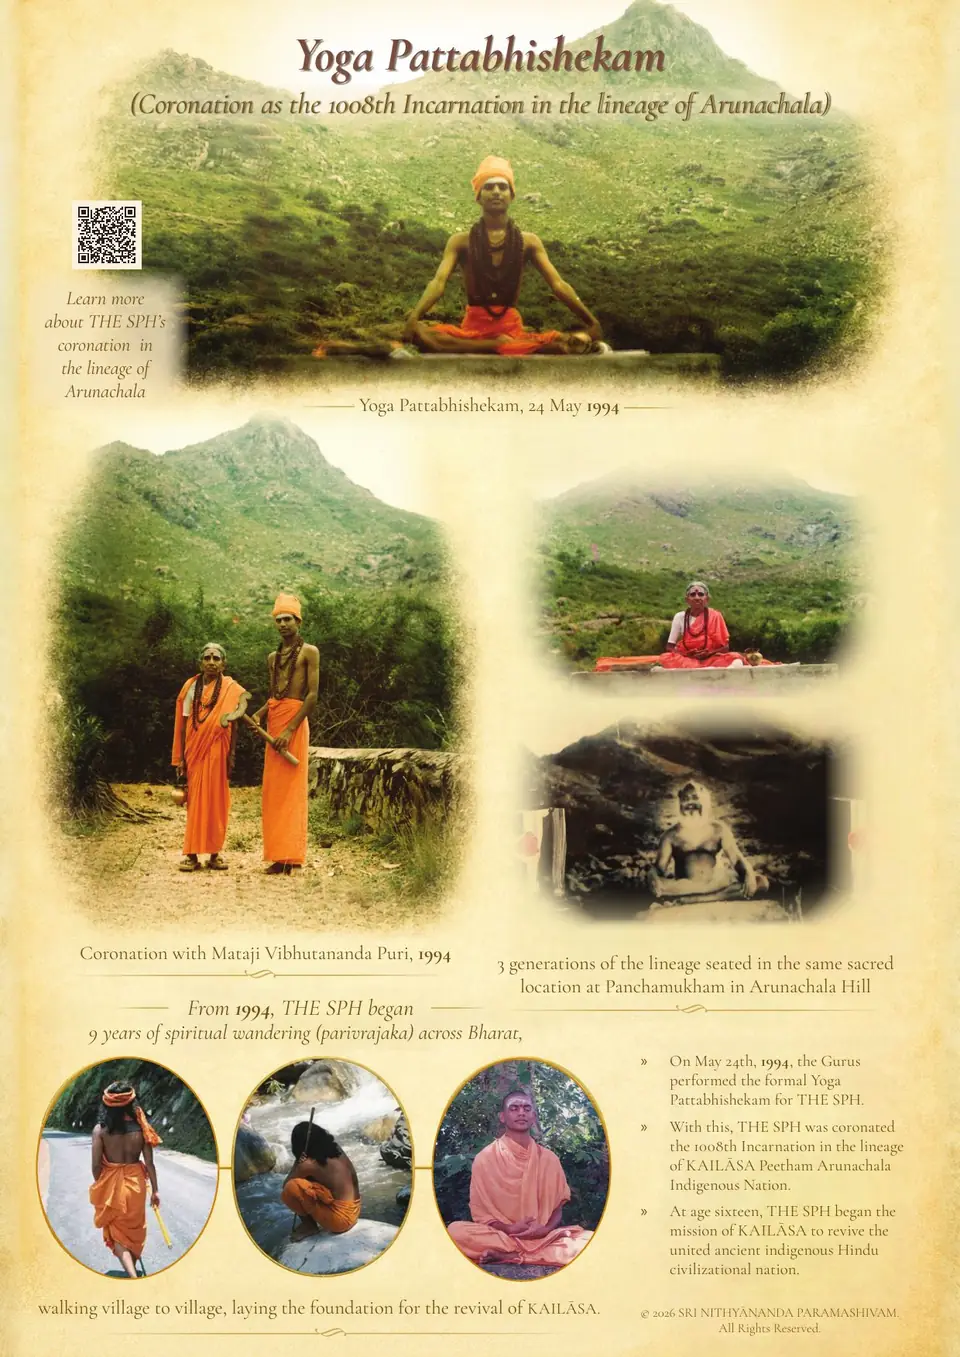 Yoga Pattabhishekam
(Coronation as the 1008th Incarnation in the lineage of Arunachala)
Learn more
about THE SPH's
coronation in
the lineage of
Arunachala
Yoga Pattabhishekam, 24 May 1994
Coronation with Mataji Vibhutananda Puri, 1994
3 generations of the lineage seated in the same sacred
location at Panchamukham in Arunachala Hill
From 1994, THE SPH began
9 years of spiritual wandering (parivrajaka) across Bharat,
walking village to village, laying the foundation for the revival of KAILĀSA.
» On May 24th, 1994, the Gurus
performed the formal Yoga
Pattabhishekam for THE SPH.
» With this, THE SPH was coronated
the 1008th Incarnation in the lineage
of KAILĀSA Peetham Arunachala
Indigenous Nation.
» At age sixteen, THE SPH began the
mission of KAILĀSA to revive the
united ancient indigenous Hindu
civilizational nation.
© 2026 SRI NITHYĀNANDA PARAMASHIVAM.
All Rights Reserved.